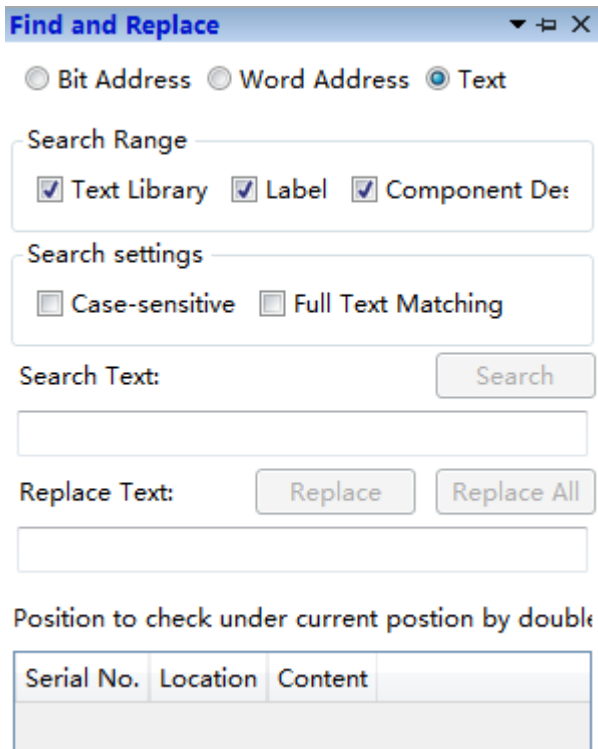 Find and Replace
Bit Address Word Address Text
Search Range
Text Library Label Component Des
Search settings
Case-sensitive Full Text Matching
Search Text: Search
Replace Text: Replace Replace All
Position to check under current postion by double
Serial No. Location Content